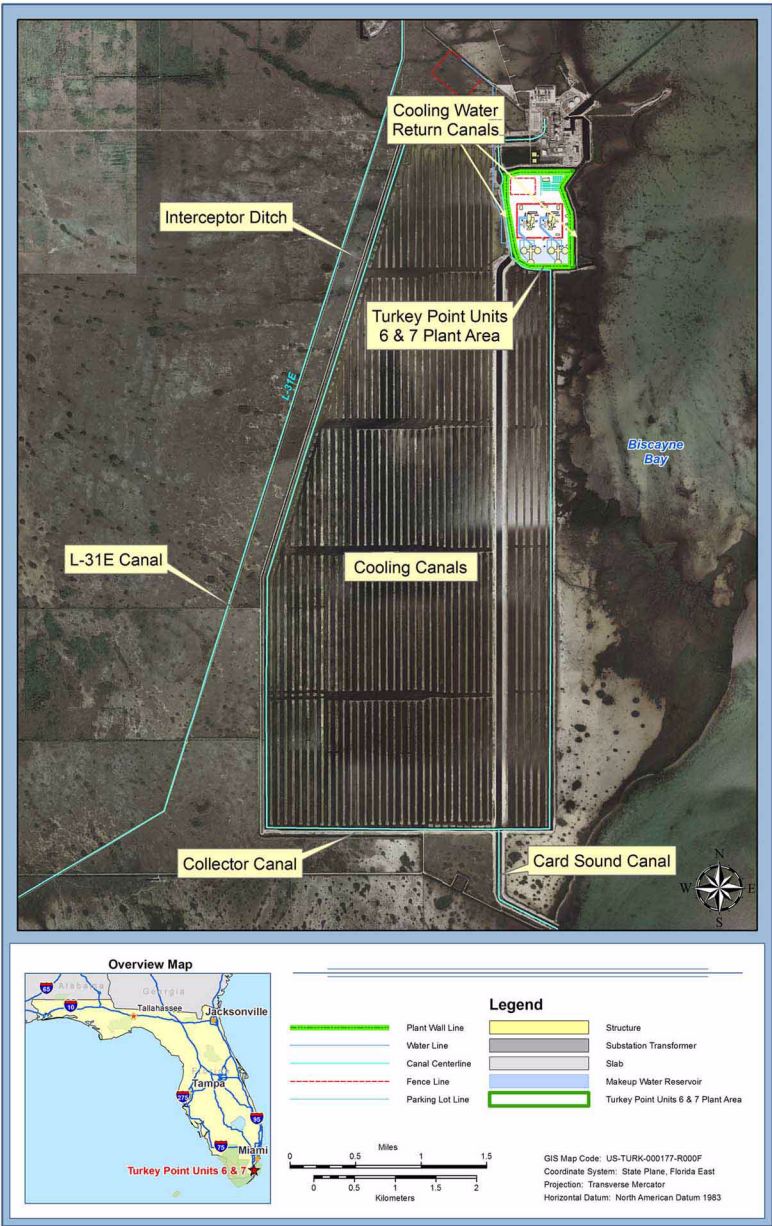 Cooling Water
Return Canals
Interceptor Ditch
Turkey Point Units
6 & 7 Plant Area
L-31E
Biscayne
Bay
L-31E Canal
Cooling Canals
Collector Canal
Card Sound Canal
N
W
E
S
Overview Map
65
Alabama
Georgia
10
Tallahassee
Jacksonville
Tampa
275
95
75
Miami
Turkey Point Units 6 & 7
Legend
Plant Wall Line
Water Line
Canal Centerline
Fence Line
Parking Lot Line
Structure
Substation Transformer
Slab
Makeup Water Reservoir
Turkey Point Units 6 & 7 Plant Area
Miles
0 0.5 1 1.5
0 0.5 1 1.5 2
Kilometers
GIS Map Code: US-TURK-000177-R000F
Coordinate System: State Plane, Florida East
Projection: Transverse Mercator
Horizontal Datum: North American Datum 1983